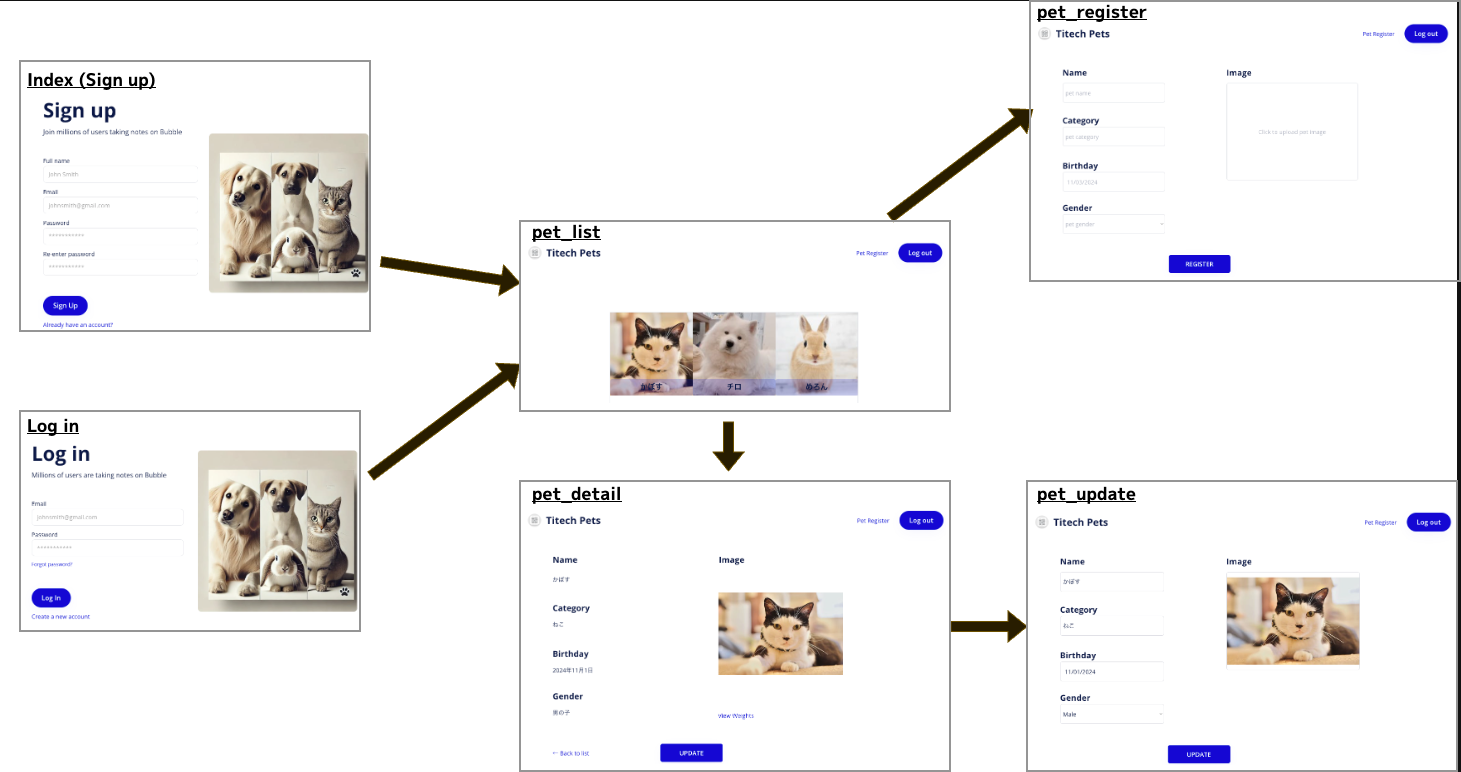 Index (Sign up)
Sign up
Join millions of users taking notes on Bubble
Full name
John Smith
Email
johnsmith@gmail.com
Password
***********
Re-enter password
***********
Sign Up
Already have an account?
Log in
Log in
Millions of users are taking notes on Bubble
Email
johnsmith@gmail.com
Password
***********
Forgot password?
Log In
Create a new account
pet_list
Titech Pets
Pet Register
Log out
かぼす
チロ
めろん
pet_detail
Titech Pets
Pet Register
Log out
Name
かぼす
Category
ねこ
Birthday
2024年11月1日
Gender
男の子
Image
View Weights
← Back to list
UPDATE
pet_register
Titech Pets
Pet Register
Log out
Name
pet name
Category
pet category
Birthday
11/03/2024
Gender
pet gender
Image
Click to upload pet image
REGISTER
pet_update
Titech Pets
Pet Register
Log out
Name
かぼす
Category
ねこ
Birthday
11/01/2024
Gender
Male
Image
UPDATE